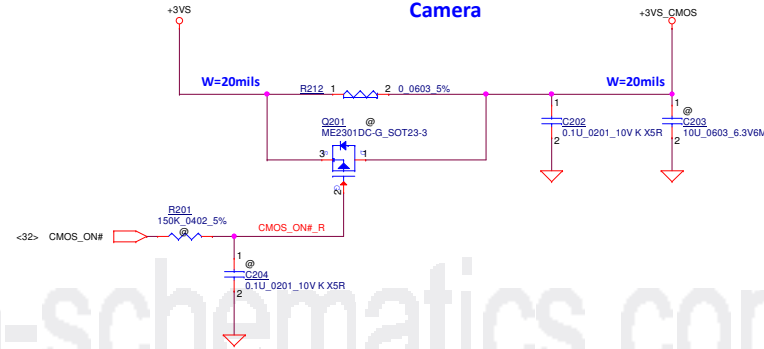 Camera
+3VS
+3VS_CMOS
W=20mils
W=20mils
R212 1 2 0_0603_5%
Q201 @
ME2301DC-G_SOT23-3
3 1
2
1
C202
0.1U_0201_10V K X5R
2
1 @
C203
10U_0603_6.3V6M
2
R201
150K_0402_5%
@
<32> CMOS_ON#
CMOS_ON#_R
1 @
C204
0.1U_0201_10V K X5R
2
-schematics.com